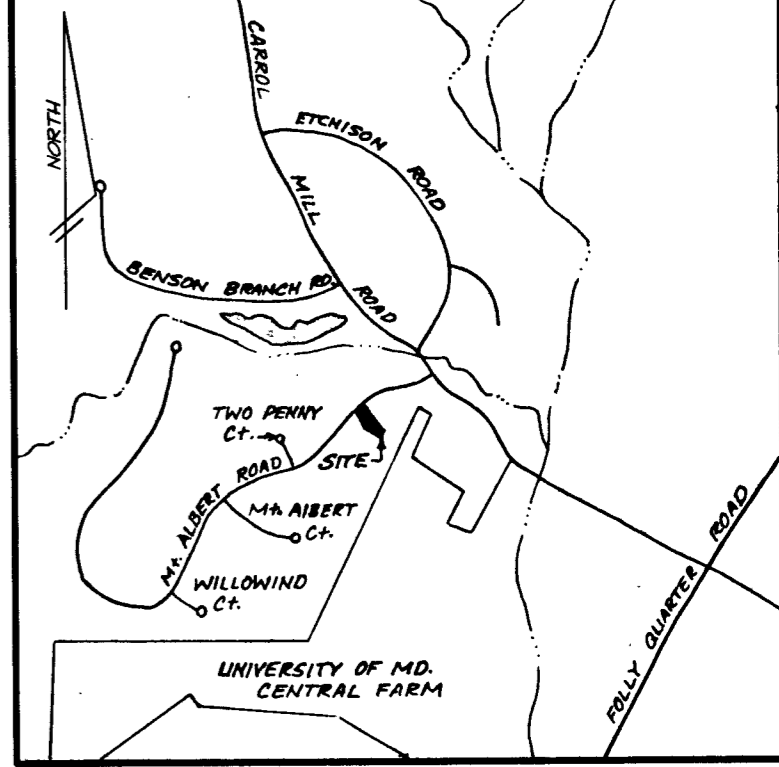 CARROL
MILL
ROAD
NORTH
ETCHISON
ROAD
BENSON BRANCH RD.
TWO PENNY
Ct.
SITE
Mt. ALBERT ROAD
Mt. AlBERT
Ct.
WILLOWIND
Ct.
UNIVERSITY OF MD.
CENTRAL FARM
FOLLY QUARTER ROAD